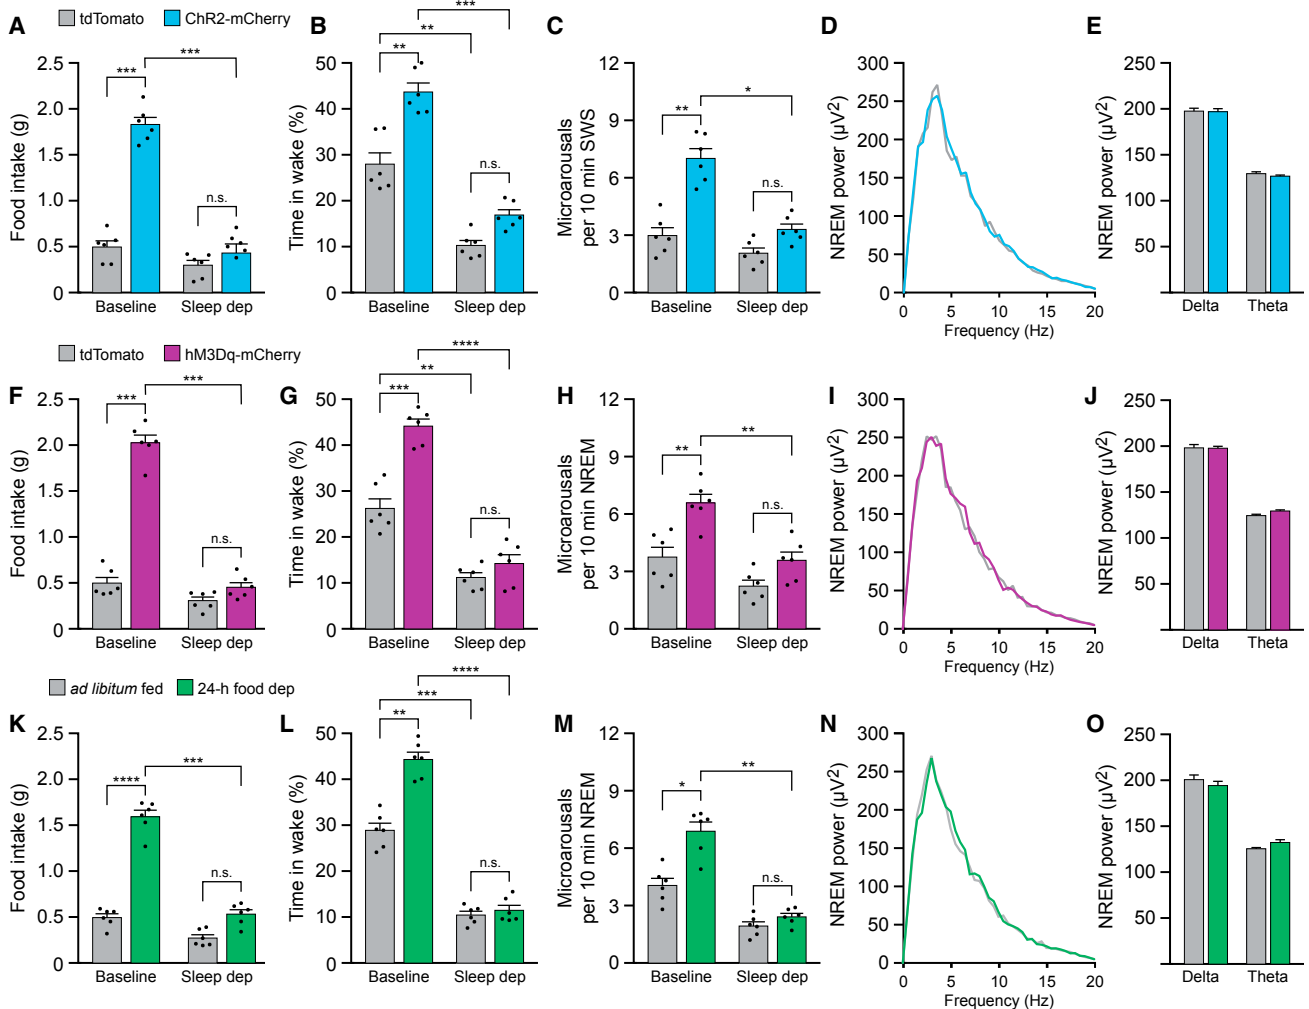 A
tdTomato
ChR2-mCherry
Food intake (g)
2.5
2.0
1.5
1.0
0.5
0
***
***
n.s.
Baseline
Sleep dep
B
Time in wake (%)
50
40
30
20
10
0
***
**
**
n.s.
Baseline
Sleep dep
C
Microarousals
per 10 min SWS
12
9
6
3
0
**
*
n.s.
Baseline
Sleep dep
D
NREM power (µV2)
300
250
200
150
100
50
0
0
5
10
15
20
Frequency (Hz)
E
NREM power (µV2)
250
200
150
100
50
Delta
Theta
F
tdTomato
hM3Dq-mCherry
Food intake (g)
2.5
2.0
1.5
1.0
0.5
0
***
***
n.s.
Baseline
Sleep dep
G
Time in wake (%)
50
40
30
20
10
0
****
**
***
n.s.
Baseline
Sleep dep
H
Microarousals
per 10 min NREM
12
9
6
3
0
**
**
n.s.
Baseline
Sleep dep
I
NREM power (µV2)
300
250
200
150
100
50
0
0
5
10
15
20
Frequency (Hz)
J
NREM power (µV2)
250
200
150
100
50
Delta
Theta
K
ad libitum fed
24-h food dep
Food intake (g)
2.5
2.0
1.5
1.0
0.5
0
***
****
n.s.
Baseline
Sleep dep
L
Time in wake (%)
50
40
30
20
10
0
****
***
**
n.s.
Baseline
Sleep dep
M
Microarousals
per 10 min NREM
12
9
6
3
0
**
*
n.s.
Baseline
Sleep dep
N
NREM power (µV2)
300
250
200
150
100
50
0
0
5
10
15
20
Frequency (Hz)
O
NREM power (µV2)
250
200
150
100
50
Delta
Theta